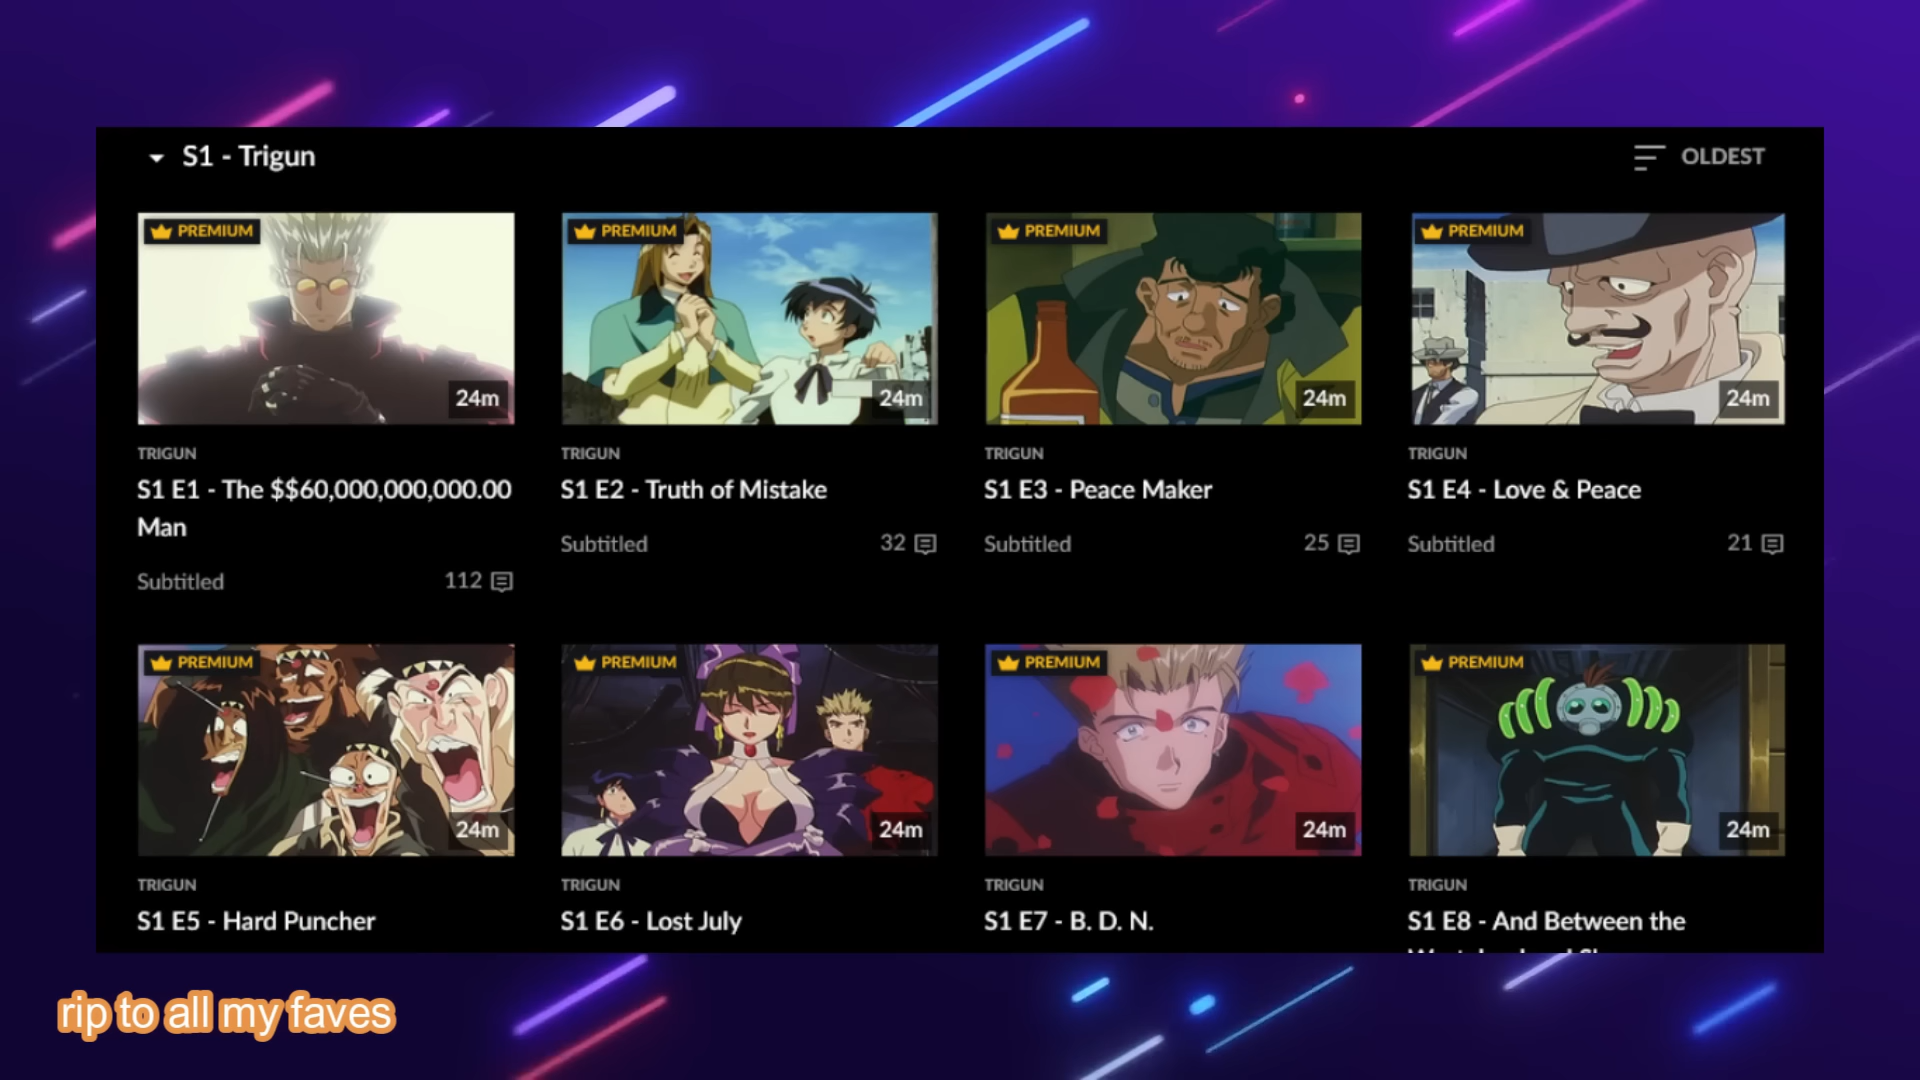 S1 - Trigun
OLDEST
PREMIUM
PREMIUM
PREMIUM
PREMIUM
24m
24m
24m
24m
TRIGUN
TRIGUN
TRIGUN
TRIGUN
S1 E1 - The $$60,000,000,000.00
Man
S1 E2 - Truth of Mistake
S1 E3 - Peace Maker
S1 E4 - Love & Peace
Subtitled 112
Subtitled 32
Subtitled 25
Subtitled 21
PREMIUM
PREMIUM
PREMIUM
PREMIUM
24m
24m
24m
24m
TRIGUN
TRIGUN
TRIGUN
TRIGUN
S1 E5 - Hard Puncher
S1 E6 - Lost July
S1 E7 - B. D. N.
S1 E8 - And Between the
rip to all my faves